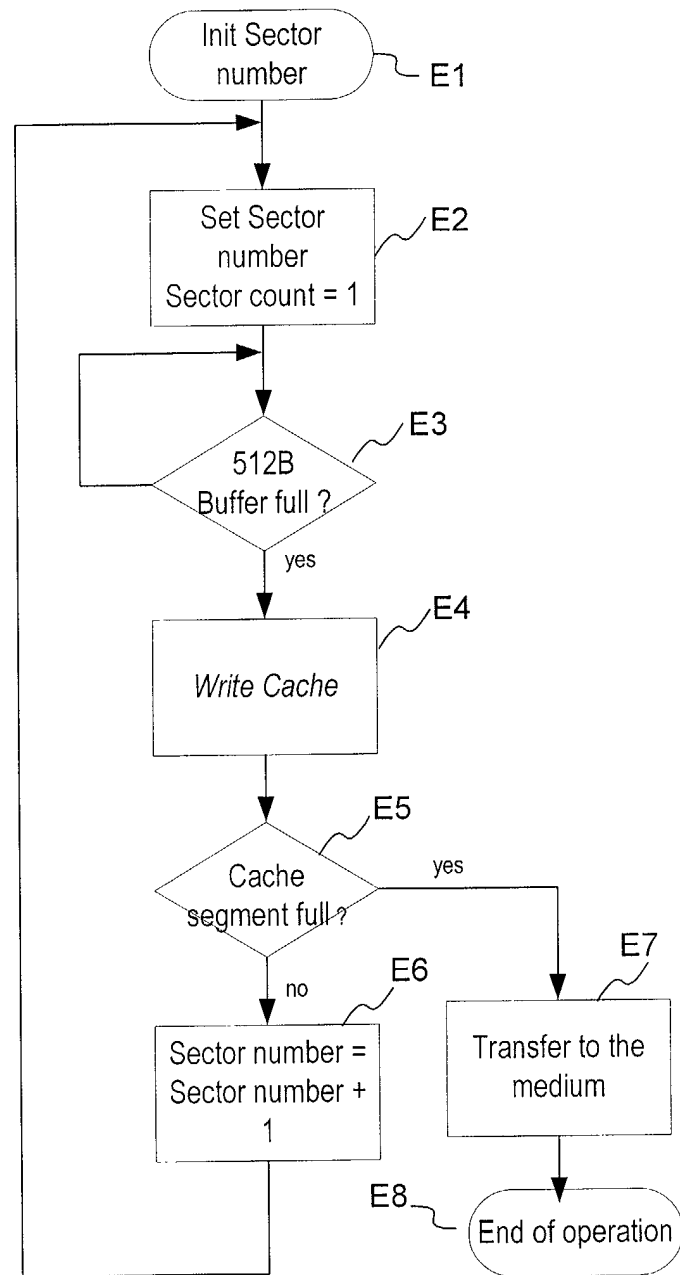 Init Sector
number
E1
Set Sector
number
Sector count = 1
E2
512B
Buffer full ?
E3
yes
Write Cache
E4
Cache
segment full ?
E5
yes
no
Sector number =
Sector number +
1
E6
Transfer to the
medium
E7
End of operation
E8